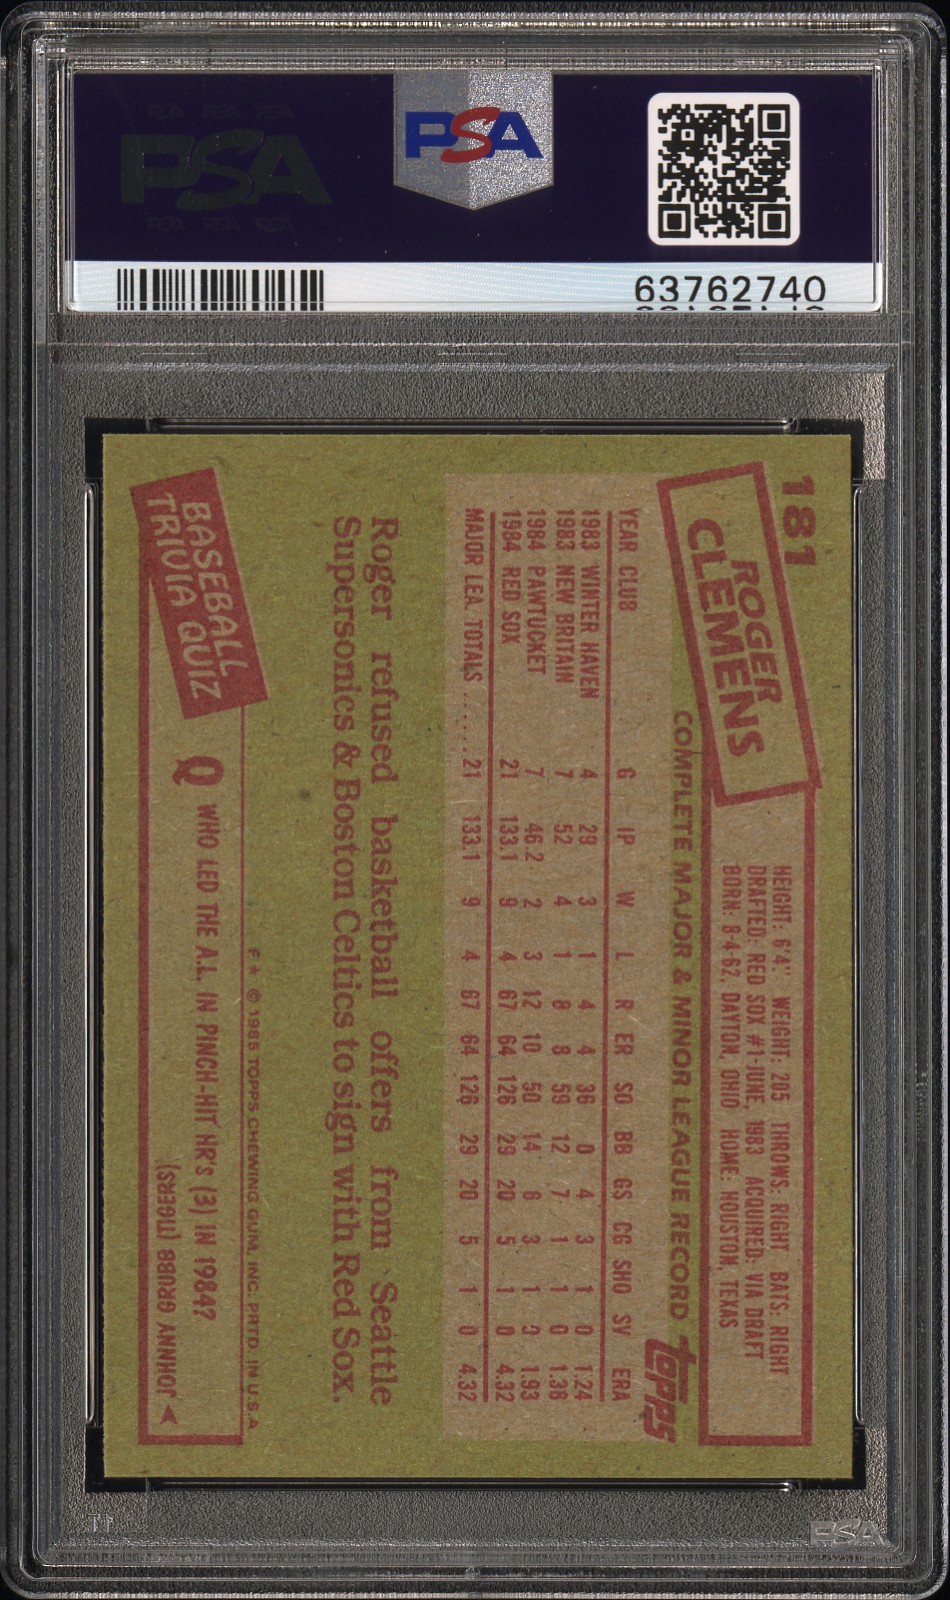 PSA
PSA
63762740
181
ROGER
CLEMENS
HEIGHT: 6'4" WEIGHT: 205 THROWS: RIGHT BATS: RIGHT
DRAFTED: RED SOX #1-JUNE, 1983 ACQUIRED: VIA DRAFT
BORN: 8-4-62, DAYTON, OHIO HOME: HOUSTON, TEXAS
COMPLETE MAJOR & MINOR LEAGUE RECORD topps
YEAR CLUB G IP W L R ER SO BB GS CG SHO SV ERA
1983 WINTER HAVEN 4 29 3 1 4 4 36 0 4 3 1 0 1.24
1983 NEW BRITAIN 7 52 4 1 8 8 59 12 7 1 1 0 1.38
1984 PAWTUCKET 7 46.2 2 3 12 10 50 14 6 3 1 0 1.93
1984 RED SOX 21 133.1 9 4 67 64 126 29 20 5 1 0 4.32
MAJOR LEA. TOTALS ...... 21 133.1 9 4 67 64 126 29 20 5 1 0 4.32
Roger refused basketball offers from Seattle
Supersonics & Boston Celtics to sign with Red Sox.
F * © 1985 TOPPS CHEWING GUM, INC. PRTD. IN U.S.A
BASEBALL
TRIVIA QUIZ
Q WHO LED THE A.L. IN PINCH-HIT HR's (3) IN 1984?
JOHNNY GRUBB (TIGERS)
PSA